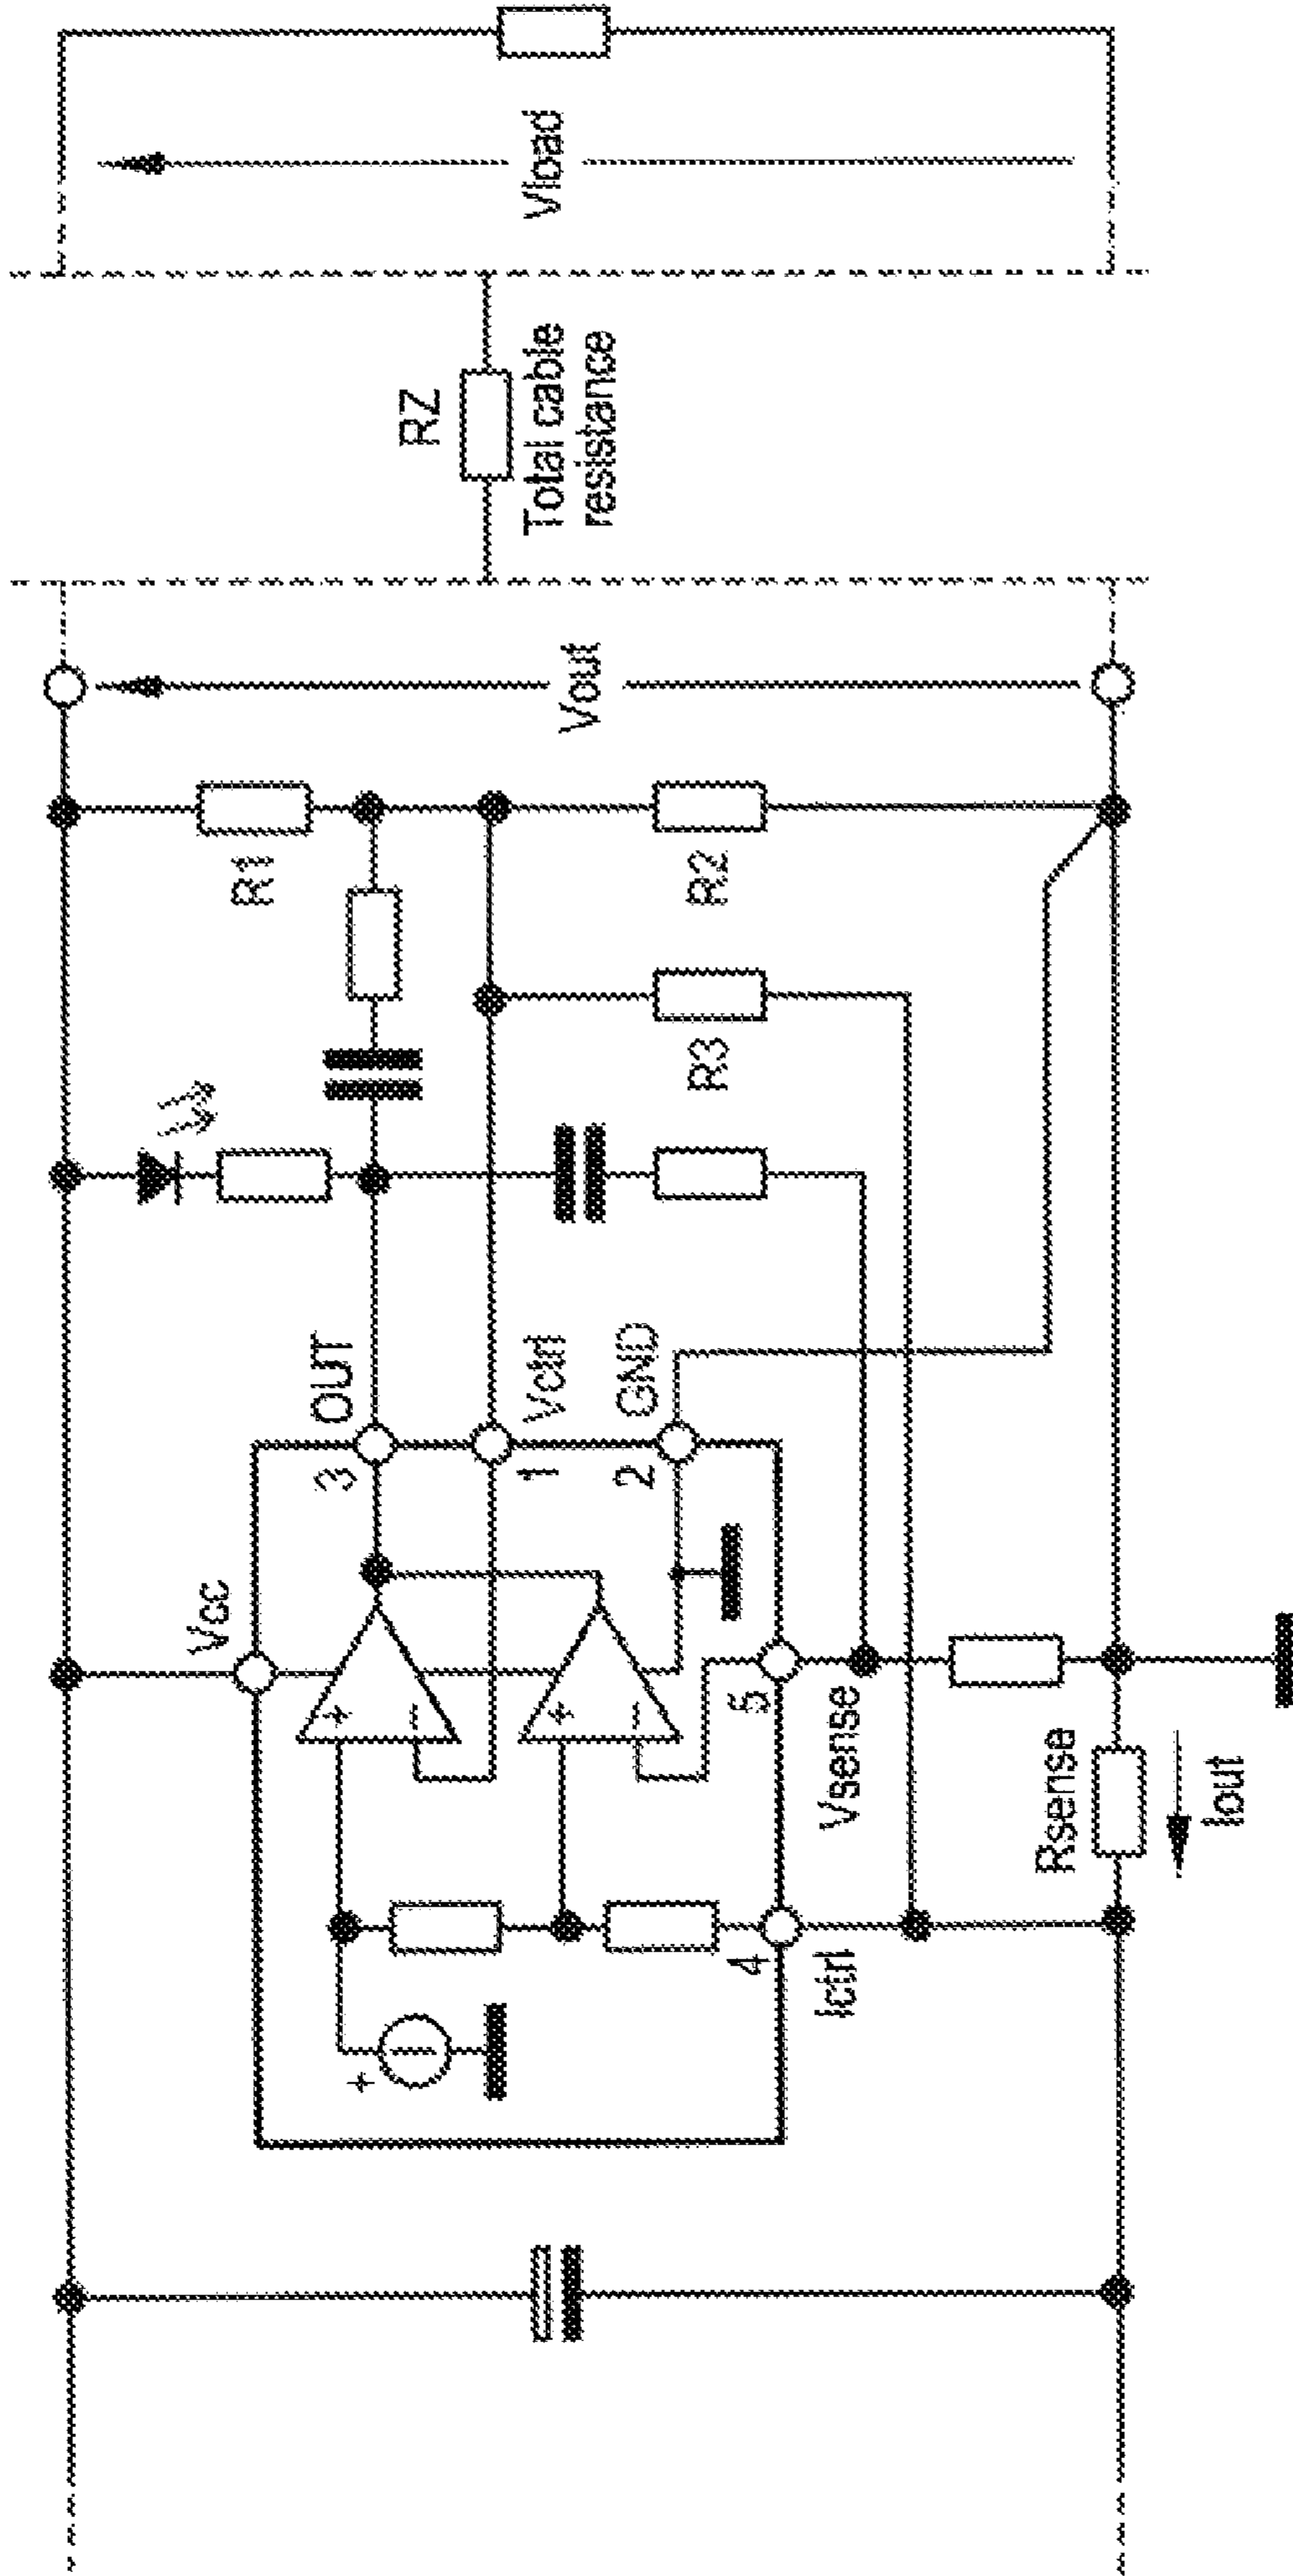 Vcc
+
−
+
−
+
OUT
3
Vctrl
1
GND
2
5
Vsense
4
Ictrl
Rsense
Iout
R1
R2
R3
Vout
RZ
Total cable
resistance
Vload